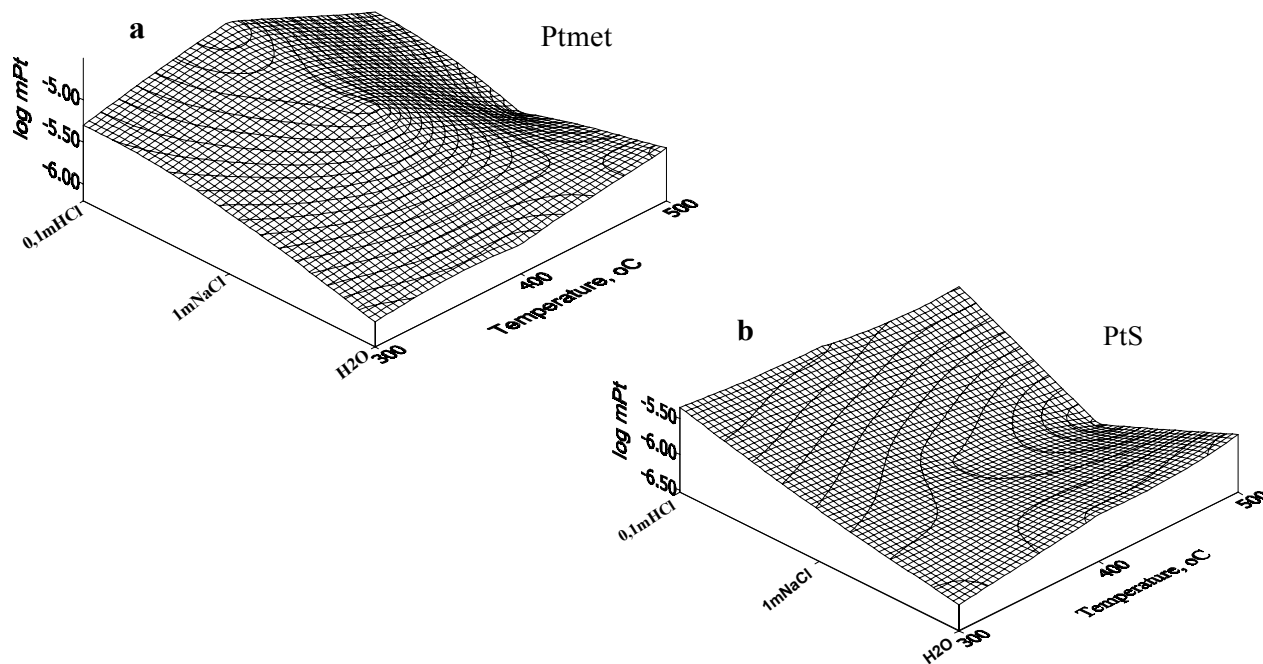 a
Ptmet
log mPt
-5.00
-5.50
-6.00
0,1mHCl
1mNaCl
H2O
300
400
500
Temperature, oC
b
PtS
log mPt
-5.50
-6.00
-6.50
0,1mHCl
1mNaCl
H2O
300
400
500
Temperature, oC